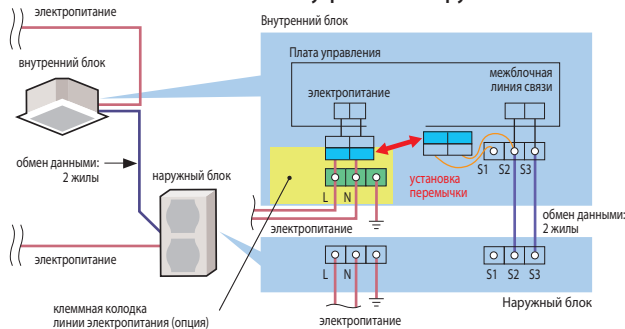 электропитание
Внутренний блок
Плата управления
внутренний блок
электропитание
межблочная
линия связи
S1 S2 S3
установка
перемычки
обмен данными:
2 жилы
наружный блок
L N
обмен данными:
2 жилы
электропитание
электропитание
L N
S1 S2 S3
Наружный блок
клеммная колодка
линии электропитания (опция)
электропитание